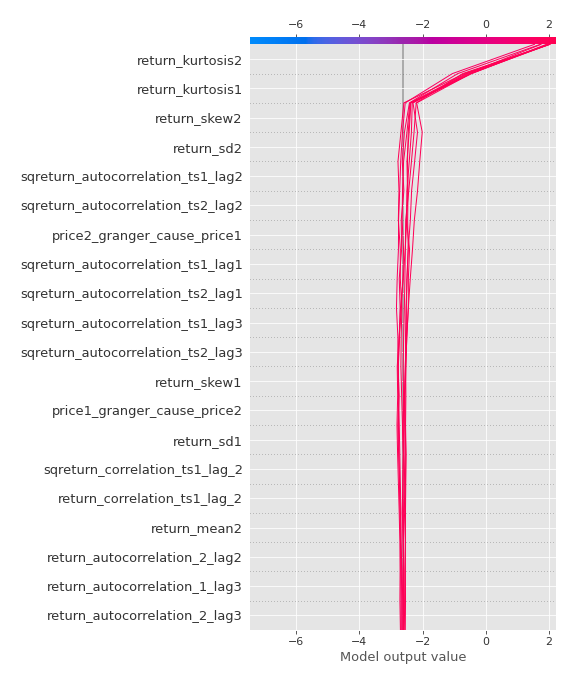 −6 −4 −2 0 2
return_kurtosis2
return_kurtosis1
return_skew2
return_sd2
sqreturn_autocorrelation_ts1_lag2
sqreturn_autocorrelation_ts2_lag2
price2_granger_cause_price1
sqreturn_autocorrelation_ts1_lag1
sqreturn_autocorrelation_ts2_lag1
sqreturn_autocorrelation_ts1_lag3
sqreturn_autocorrelation_ts2_lag3
return_skew1
price1_granger_cause_price2
return_sd1
sqreturn_correlation_ts1_lag_2
return_correlation_ts1_lag_2
return_mean2
return_autocorrelation_2_lag2
return_autocorrelation_1_lag3
return_autocorrelation_2_lag3
−6 −4 −2 0 2
Model output value